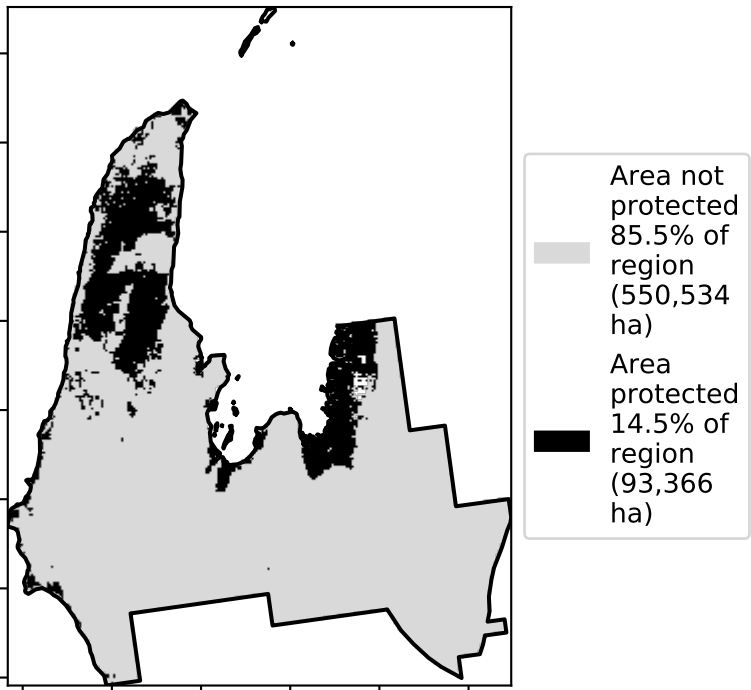 Area not
protected
85.5% of
region
(550,534
ha)
Area
protected
14.5% of
region
(93,366
ha)